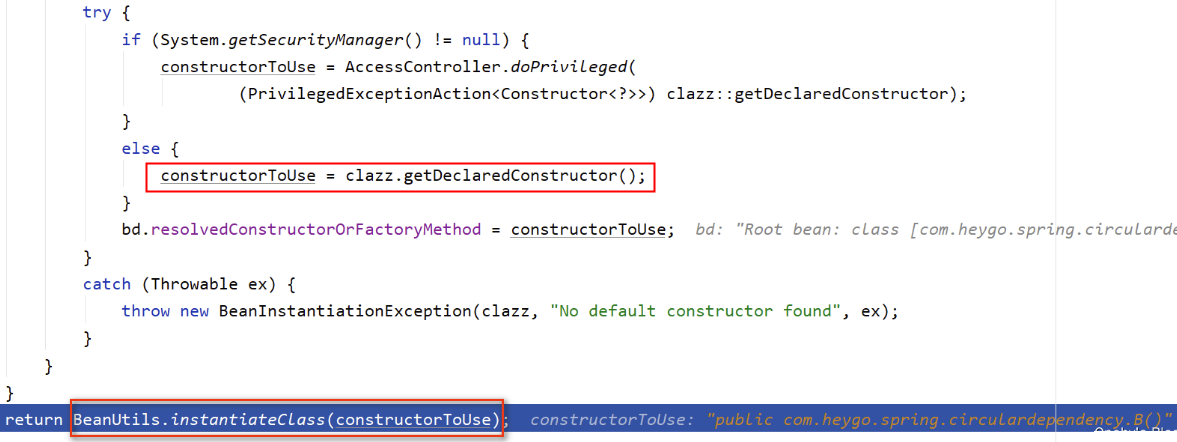 try {
if (System.getSecurityManager() != null) {
constructorToUse = AccessController.doPrivileged(
(PrivilegedExceptionAction<Constructor<?>>) clazz::getDeclaredConstructor);
}
else {
constructorToUse = clazz.getDeclaredConstructor();
}
bd.resolvedConstructorOrFactoryMethod = constructorToUse; bd: "Root bean: class [com.heygo.spring.circularde
}
catch (Throwable ex) {
throw new BeanInstantiationException(clazz, "No default constructor found", ex);
}
}
}
return BeanUtils.instantiateClass(constructorToUse); constructorToUse: "public com.heygo.spring.circulardependency.B()"